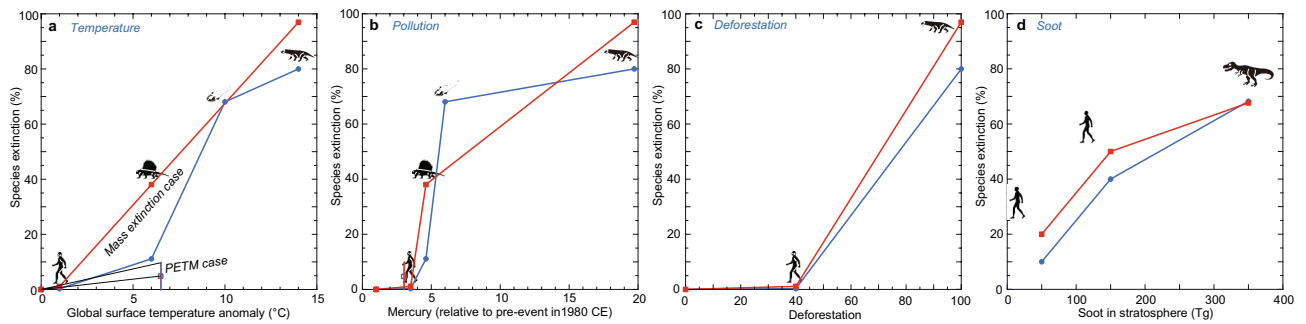 a Temperature
Species extinction (%)
100
80
60
40
20
0
Mass extinction case
PETM case
0 5 10 15
Global surface temperature anomaly (°C)
b Pollution
Species extinction (%)
100
80
60
40
20
0
0 5 10 15 20
Mercury (relative to pre-event in1980 CE)
c Deforestation
Species extinction (%)
100
80
60
40
20
0
0 20 40 60 80 100
Deforestation
d Soot
Species extinction (%)
100
80
60
40
20
0
0 100 200 300 400
Soot in stratosphere (Tg)